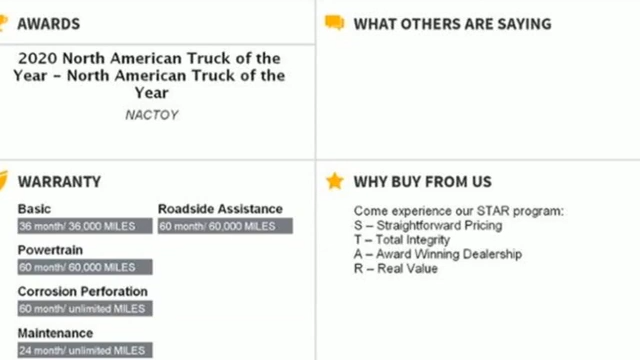 AWARDS
2020 North American Truck of the
Year – North American Truck of the
Year
NACTOY
WHAT OTHERS ARE SAYING
WARRANTY
Basic
36 month/ 36,000 MILES
Roadside Assistance
60 month/ 60,000 MILES
Powertrain
60 month/ 60,000 MILES
Corrosion Perforation
60 month/ unlimited MILES
Maintenance
24 month/ unlimited MILES
WHY BUY FROM US
Come experience our STAR program:
S – Straightforward Pricing
T – Total Integrity
A – Award Winning Dealership
R – Real Value